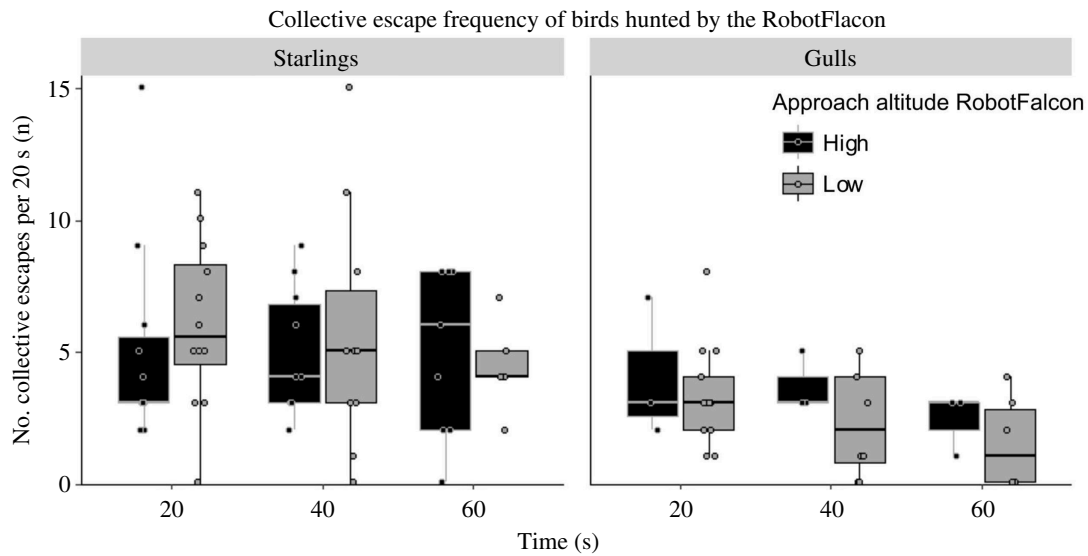 Collective escape frequency of birds hunted by the RobotFlacon
Starlings
Gulls
No. collective escapes per 20 s (n)
15
10
5
0
Approach altitude RobotFalcon
High
Low
20
40
60
20
40
60
Time (s)